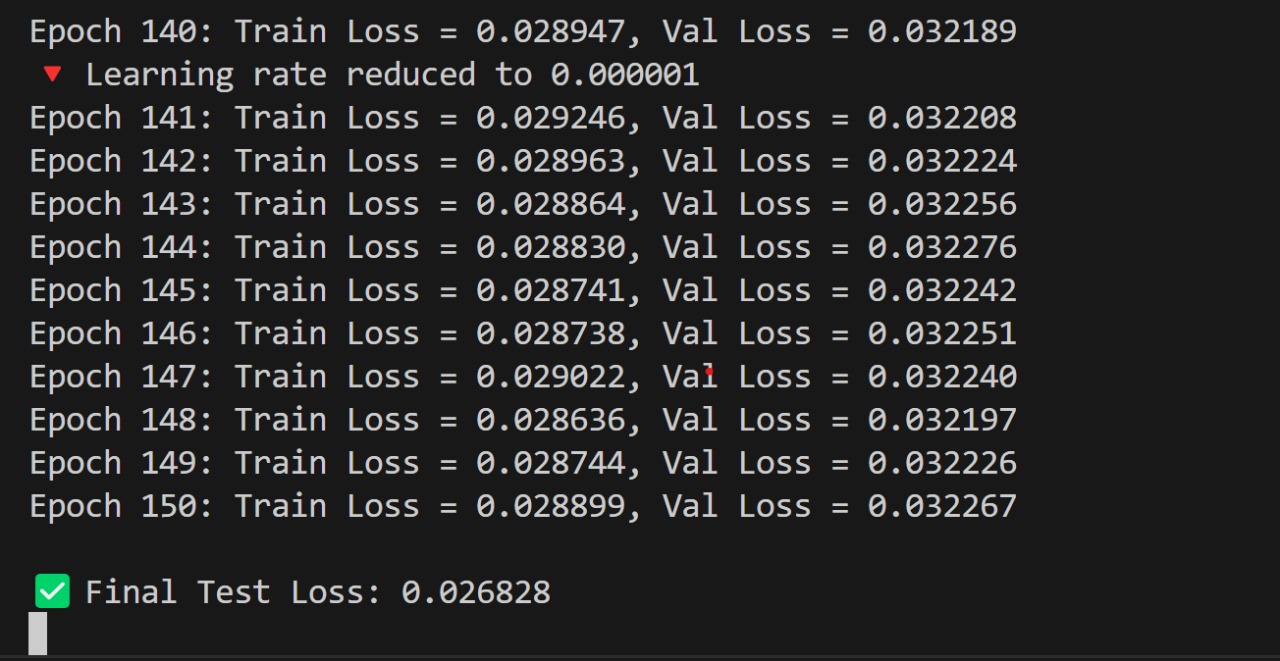 Epoch 140: Train Loss = 0.028947, Val Loss = 0.032189
🔻 Learning rate reduced to 0.000001
Epoch 141: Train Loss = 0.029246, Val Loss = 0.032208
Epoch 142: Train Loss = 0.028963, Val Loss = 0.032224
Epoch 143: Train Loss = 0.028864, Val Loss = 0.032256
Epoch 144: Train Loss = 0.028830, Val Loss = 0.032276
Epoch 145: Train Loss = 0.028741, Val Loss = 0.032242
Epoch 146: Train Loss = 0.028738, Val Loss = 0.032251
Epoch 147: Train Loss = 0.029022, Val Loss = 0.032240
Epoch 148: Train Loss = 0.028636, Val Loss = 0.032197
Epoch 149: Train Loss = 0.028744, Val Loss = 0.032226
Epoch 150: Train Loss = 0.028899, Val Loss = 0.032267
✅ Final Test Loss: 0.026828